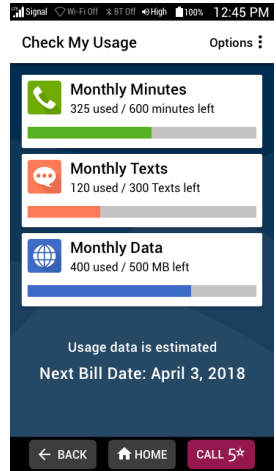 Signal Wi-Fi Off BT Off High 100% 12:45 PM
Check My Usage Options
Monthly Minutes
325 used / 600 minutes left
Monthly Texts
120 used / 300 Texts left
Monthly Data
400 used / 500 MB left
Usage data is estimated
Next Bill Date: April 3, 2018
BACK HOME CALL 5☆